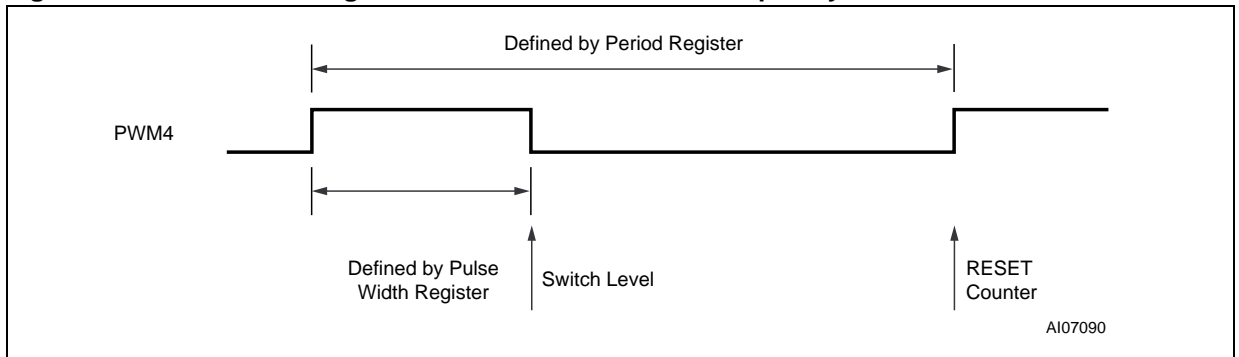 Defined by Period Register
PWM4
Defined by Pulse
Width Register
Switch Level
RESET
Counter
AI07090